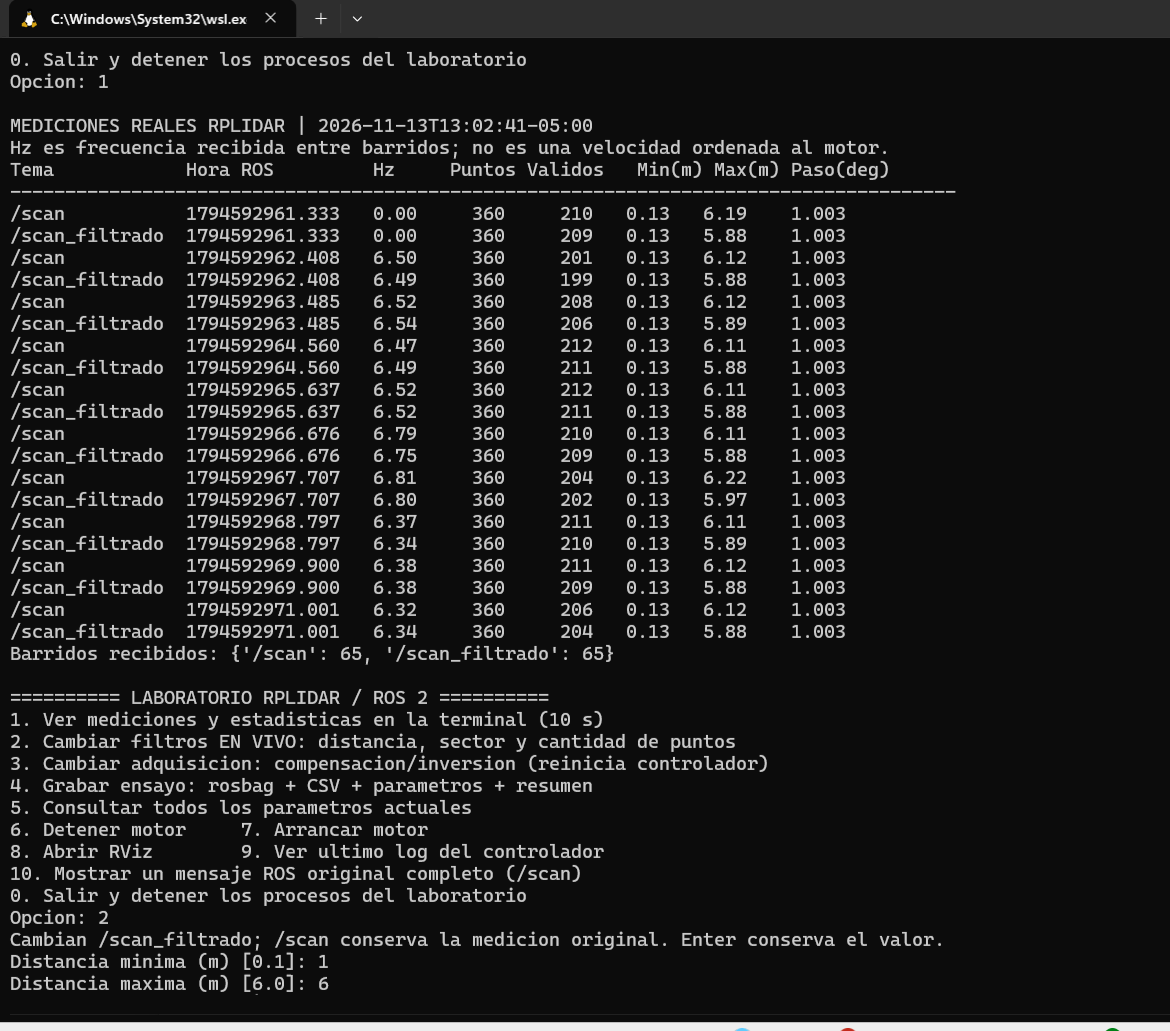 C:\Windows\System32\wsl.ex
0. Salir y detener los procesos del laboratorio
Opcion: 1
MEDICIONES REALES RPLIDAR | 2026-11-13T13:02:41-05:00
Hz es frecuencia recibida entre barridos; no es una velocidad ordenada al motor.
Tema Hora ROS Hz Puntos Validos Min(m) Max(m) Paso(deg)
--------------------------------------------------------------------------------------
/scan 1794592961.333 0.00 360 210 0.13 6.19 1.003
/scan_filtrado 1794592961.333 0.00 360 209 0.13 5.88 1.003
/scan 1794592962.408 6.50 360 201 0.13 6.12 1.003
/scan_filtrado 1794592962.408 6.49 360 199 0.13 5.88 1.003
/scan 1794592963.485 6.52 360 208 0.13 6.12 1.003
/scan_filtrado 1794592963.485 6.54 360 206 0.13 5.89 1.003
/scan 1794592964.560 6.47 360 212 0.13 6.11 1.003
/scan_filtrado 1794592964.560 6.49 360 211 0.13 5.88 1.003
/scan 1794592965.637 6.52 360 212 0.13 6.11 1.003
/scan_filtrado 1794592965.637 6.52 360 211 0.13 5.88 1.003
/scan 1794592966.676 6.79 360 210 0.13 6.11 1.003
/scan_filtrado 1794592966.676 6.75 360 209 0.13 5.88 1.003
/scan 1794592967.707 6.81 360 204 0.13 6.22 1.003
/scan_filtrado 1794592967.707 6.80 360 202 0.13 5.97 1.003
/scan 1794592968.797 6.37 360 211 0.13 6.11 1.003
/scan_filtrado 1794592968.797 6.34 360 210 0.13 5.89 1.003
/scan 1794592969.900 6.38 360 211 0.13 6.12 1.003
/scan_filtrado 1794592969.900 6.38 360 209 0.13 5.88 1.003
/scan 1794592971.001 6.32 360 206 0.13 6.12 1.003
/scan_filtrado 1794592971.001 6.34 360 204 0.13 5.88 1.003
Barridos recibidos: {'/scan': 65, '/scan_filtrado': 65}
========== LABORATORIO RPLIDAR / ROS 2 ==========
1. Ver mediciones y estadisticas en la terminal (10 s)
2. Cambiar filtros EN VIVO: distancia, sector y cantidad de puntos
3. Cambiar adquisicion: compensacion/inversion (reinicia controlador)
4. Grabar ensayo: rosbag + CSV + parametros + resumen
5. Consultar todos los parametros actuales
6. Detener motor 7. Arrancar motor
8. Abrir RViz 9. Ver ultimo log del controlador
10. Mostrar un mensaje ROS original completo (/scan)
0. Salir y detener los procesos del laboratorio
Opcion: 2
Cambian /scan_filtrado; /scan conserva la medicion original. Enter conserva el valor.
Distancia minima (m) [0.1]: 1
Distancia maxima (m) [6.0]: 6